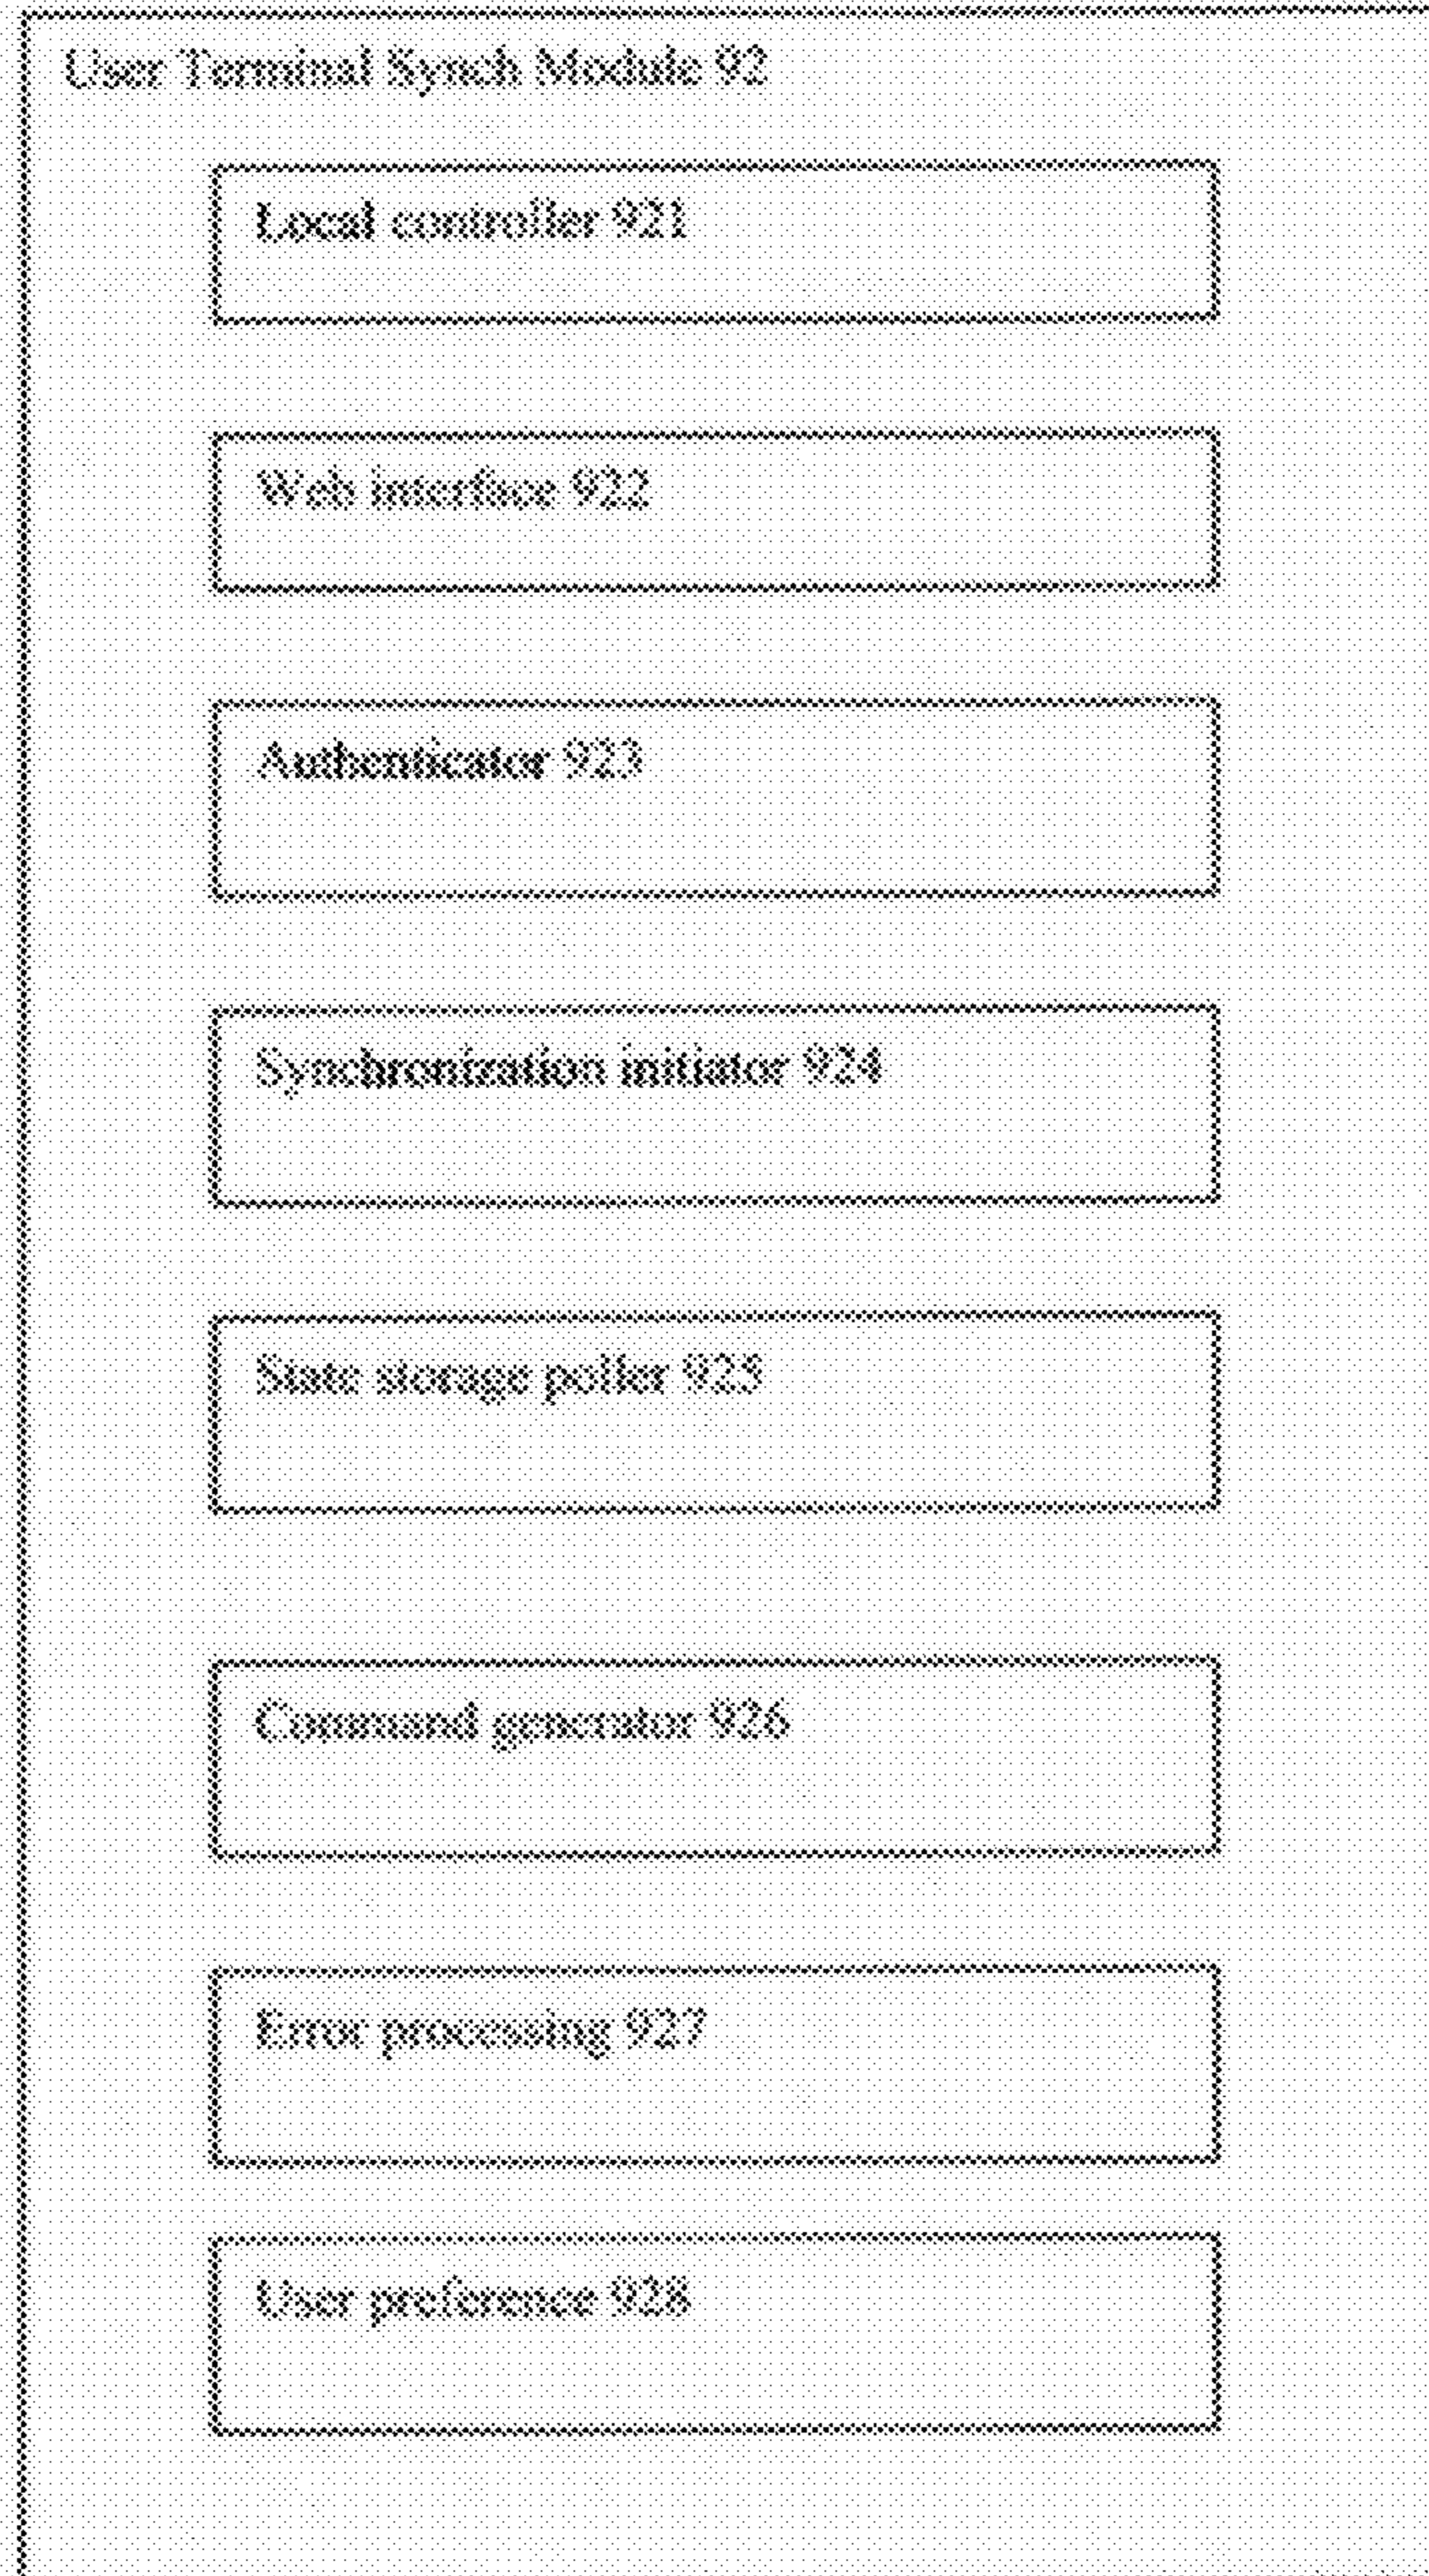 User Terminal Synch Module 92
Local controller 921
Web interface 922
Authenticator 923
Synchronization initiator 924
State storage poller 925
Command generator 926
Error processing 927
User preference 928